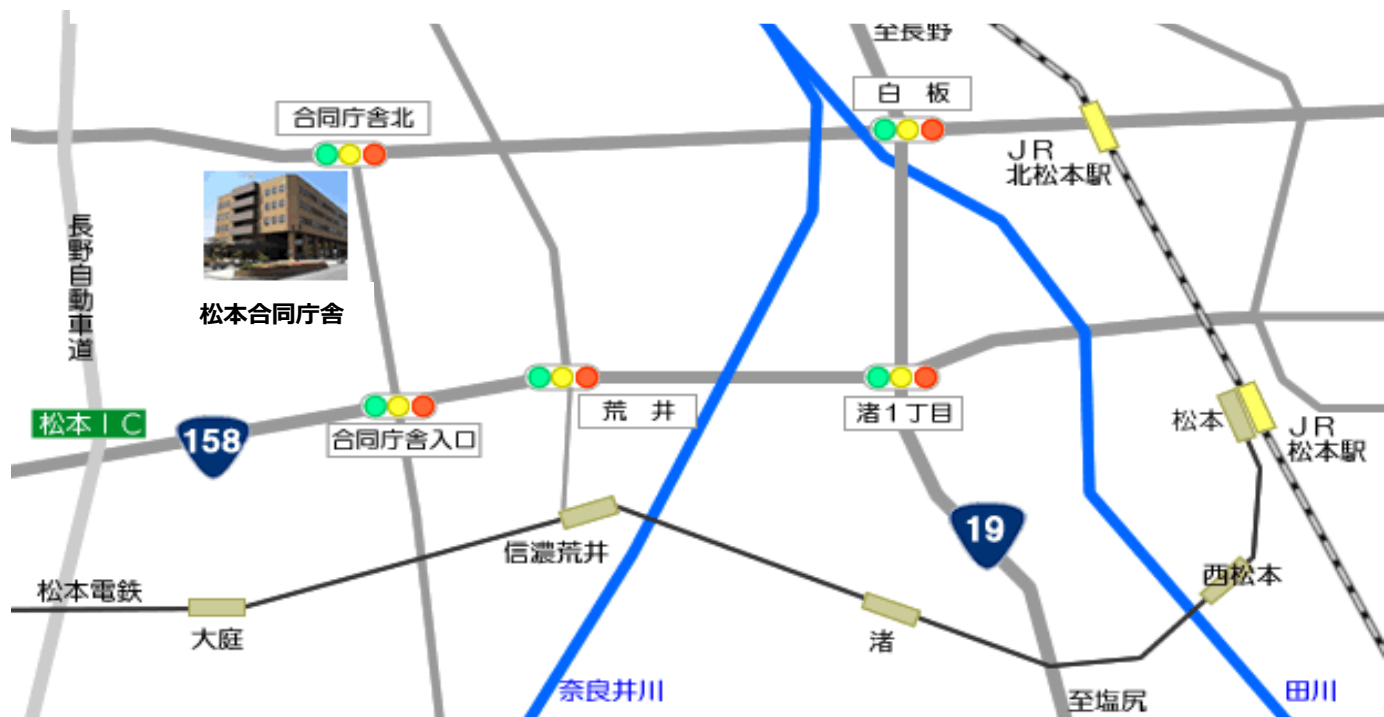 至長野
白 板
合同庁舎北
JR
北松本駅
長野自動車道
松本合同庁舎
松本IC
158
合同庁舎入口
荒 井
渚1丁目
松本
JR
松本駅
19
信濃荒井
西松本
松本電鉄
大庭
渚
奈良井川
至塩尻
田川